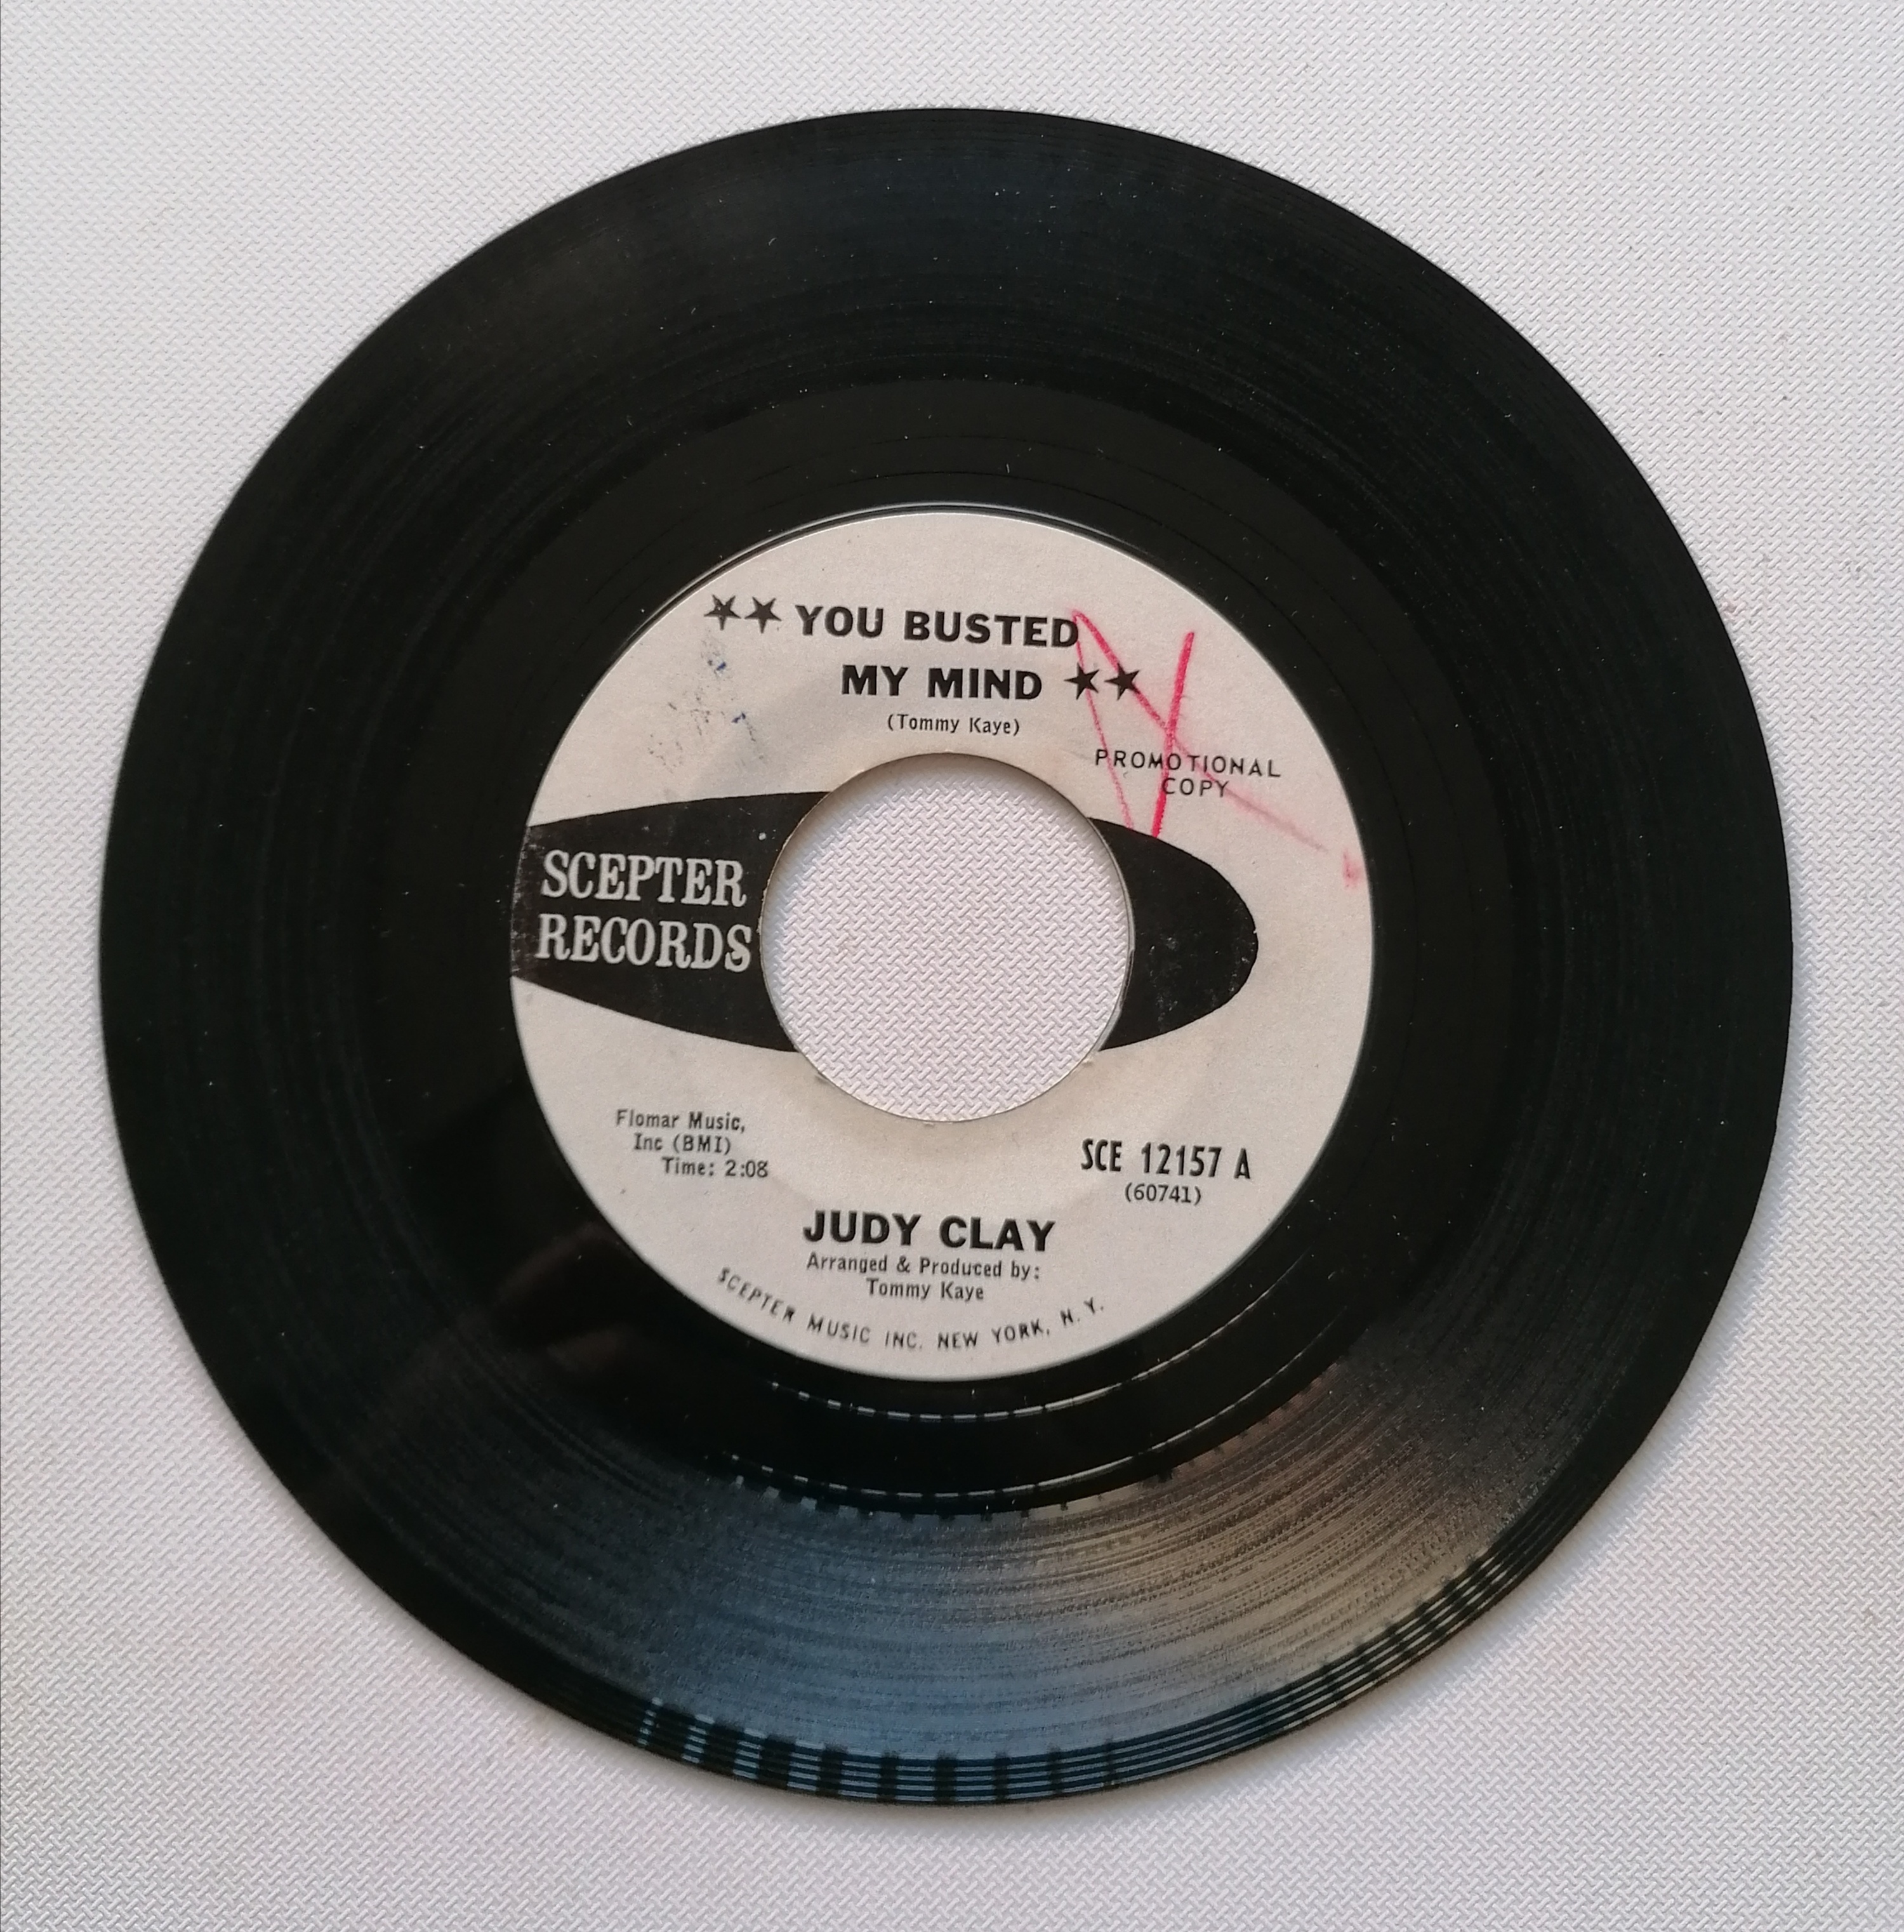 ★★ YOU BUSTED
MY MIND ★★
(Tommy Kaye)
PROMOTIONAL
COPY
SCEPTER
RECORDS
Flomar Music,
Inc (BMI)
Time: 2:08
SCE 12157 A
(60741)
JUDY CLAY
Arranged & Produced by:
Tommy Kaye
SCEPTER MUSIC INC. NEW YORK, N. Y.